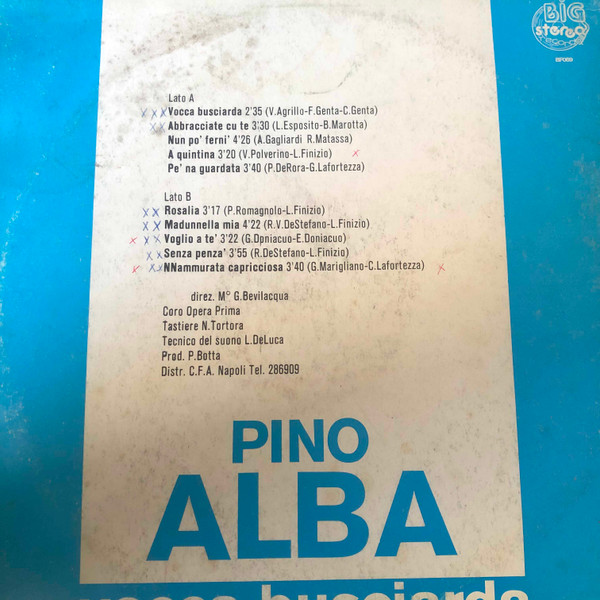 BIG
stereo
Lato A
Vocca busciarda 2'35 (V.Agrillo-F.Genta-C.Genta)
Abbracciate cu te 3'30 (L.Esposito-B.Marotta)
Nun po' ferni' 4'26 (A.Gagliardi R.Matassa)
A quintina 3'20 (V.Polverino-L.Finizio)
Pe' na guardata 3'40 (P.DeRora-G.Lafortezza)
Lato B
Rosalia 3'17 (P.Romagnolo-L.Finizio)
Madunnella mia 4'22 (R.V.DeStefano-L.Finizio)
Voglio a te' 3'22 (G.Dpniacuo-E.Doniacuo)
Senza penza' 3'55 (R.DeStefano-L.Finizio)
NNammurata capricciosa 3'40 (G.Marigliano-C.Lafortezza)
direz. M° G.Bevilacqua
Coro Opera Prima
Tastiere N.Tortora
Tecnico del suono L.DeLuca
Prod. P.Botta
Distr. C.F.A. Napoli Tel. 286909
PINO
ALBA
vocca busciarda